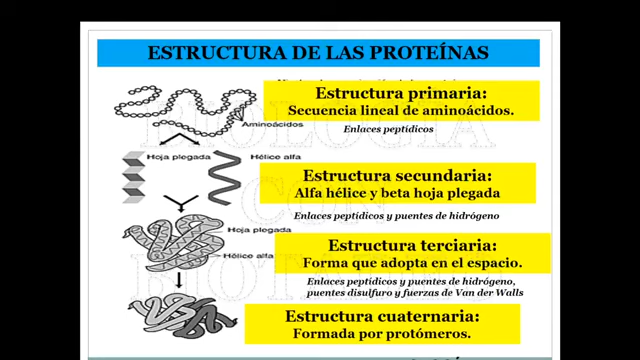 ESTRUCTURA DE LAS PROTEÍNAS
Estructura primaria:
Secuencia lineal de aminoácidos.
Aminoácidos
Enlaces peptídicos
Hoja plegada
Hélice alfa
Estructura secundaria:
Alfa hélice y beta hoja plegada
Enlaces peptídicos y puentes de hidrógeno
Hoja plegada
Hélice alfa
Estructura terciaria:
Forma que adopta en el espacio.
Enlaces peptídicos y puentes de hidrógeno,
puentes disulfuro y fuerzas de Van der Walls
Estructura cuaternaria:
Formada por protómeros.
BIOLOGÍA
CON